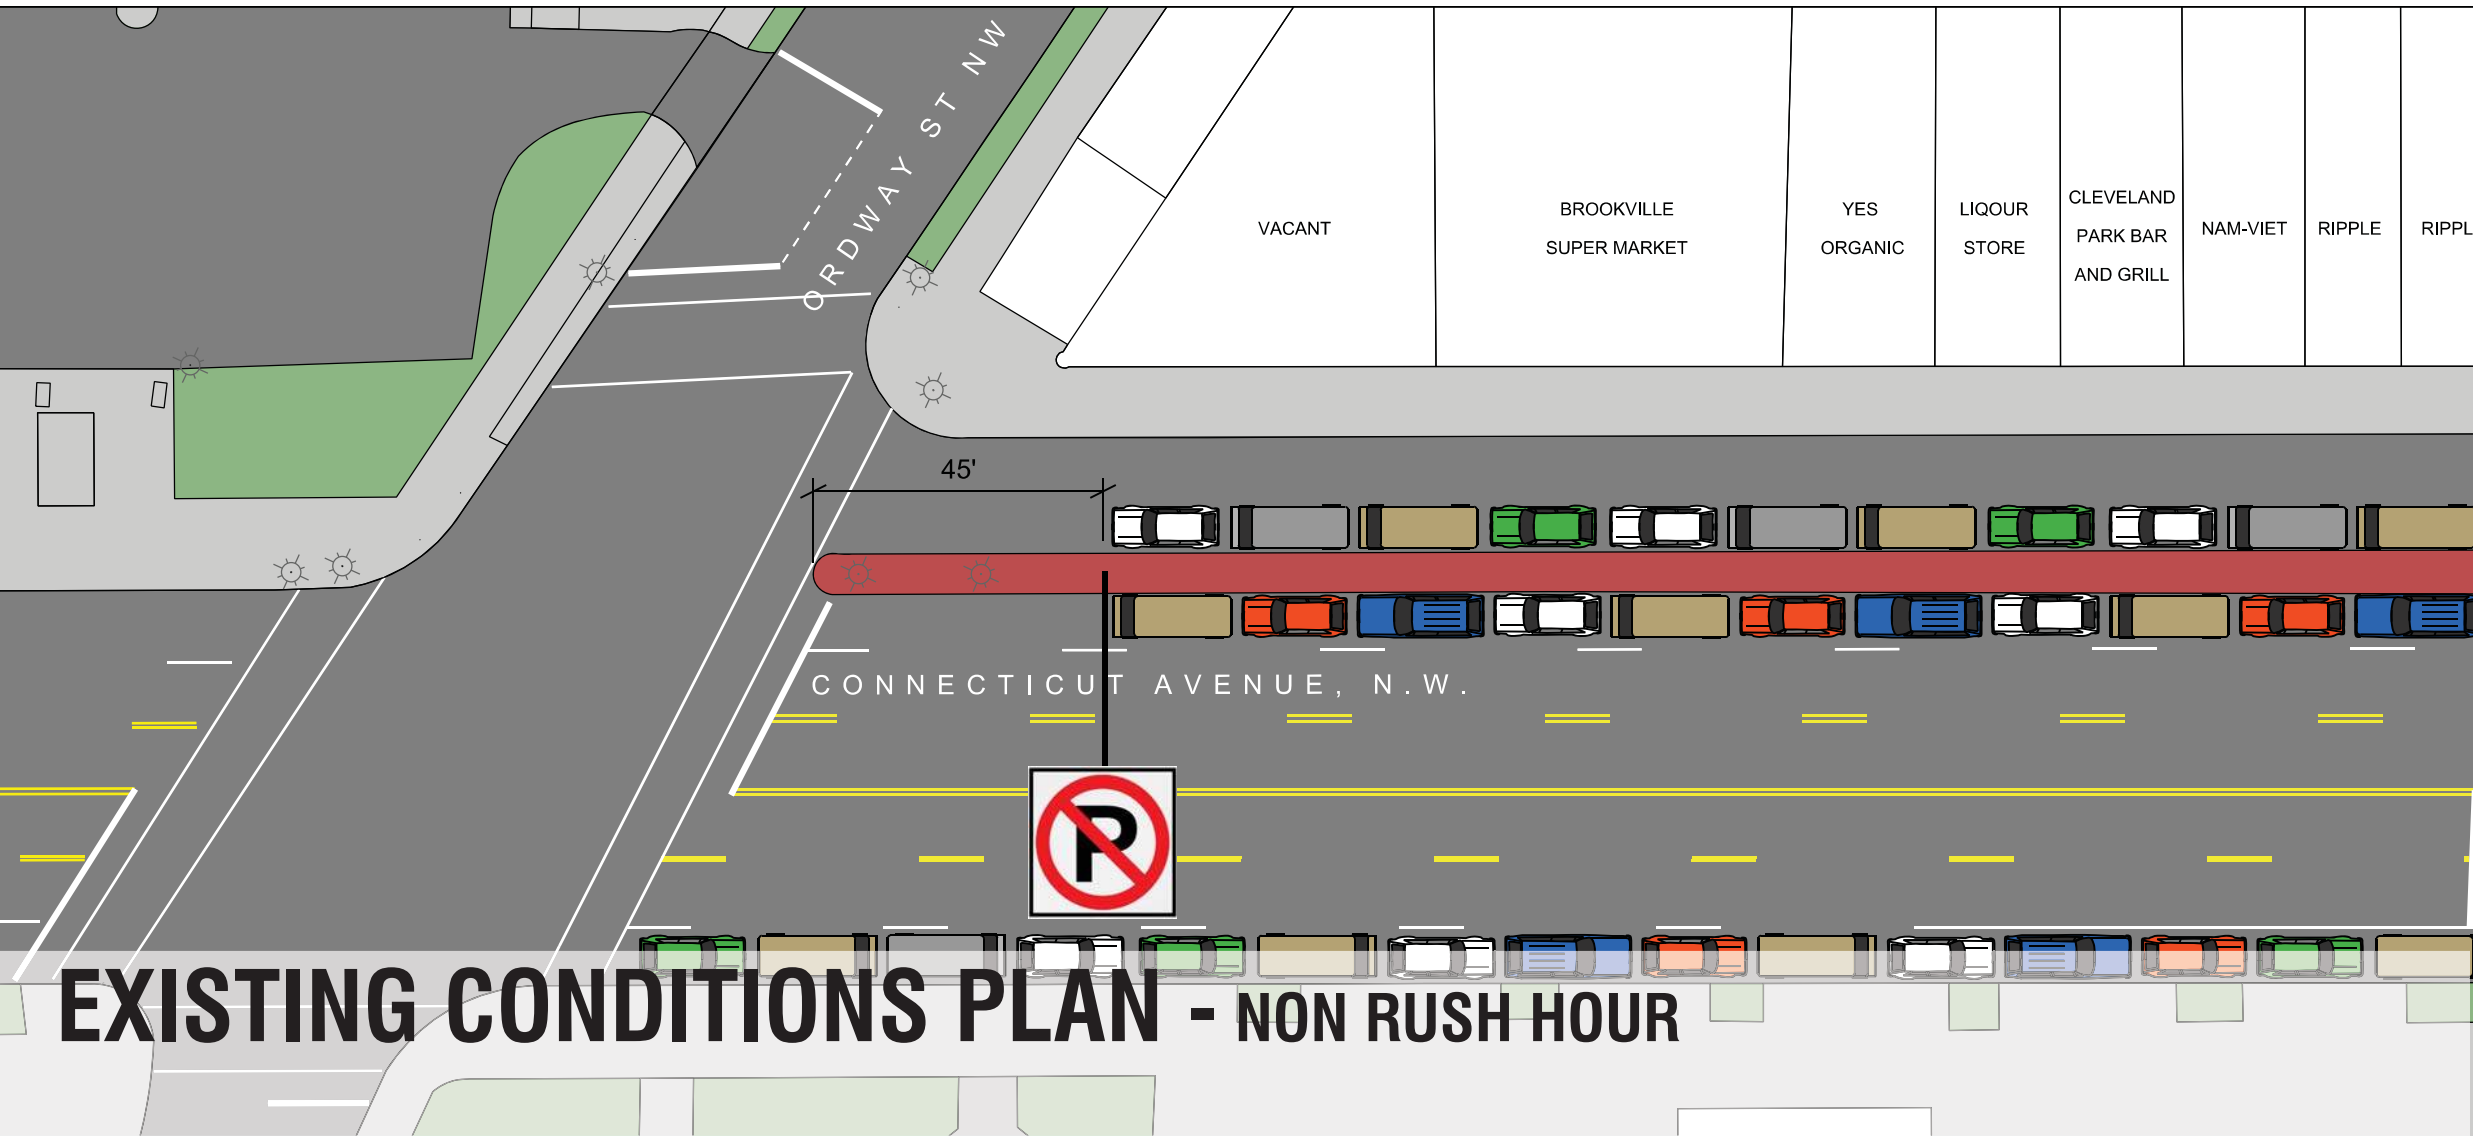 ORDWAY ST NW
VACANT
BROOKVILLE
SUPER MARKET
YES
ORGANIC
LIQOUR
STORE
CLEVELAND
PARK BAR
AND GRILL
NAM-VIET
RIPPLE
RIPPL
45'
CONNECTICUT AVENUE, N.W.
P
EXISTING CONDITIONS PLAN - NON RUSH HOUR